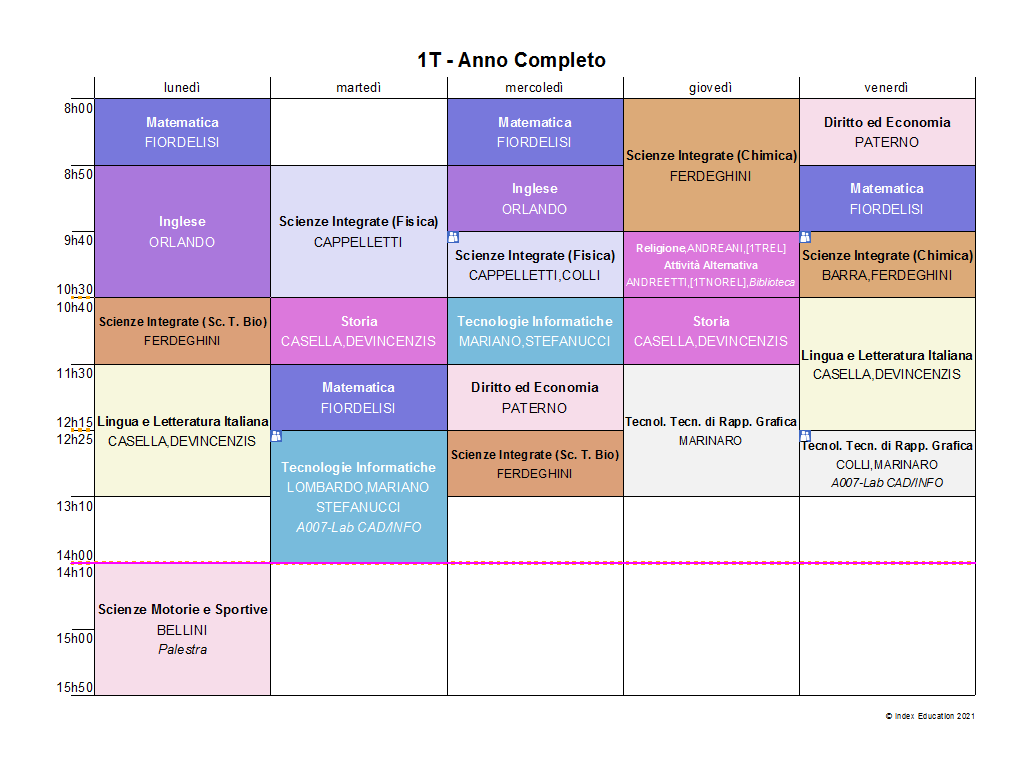 1T - Anno Completo
lunedì martedì mercoledì giovedì venerdì
8h00
8h50
9h40
10h30
10h40
11h30
12h15
12h25
13h10
14h00
14h10
15h00
15h50
Matematica
FIORDELISI
Inglese
ORLANDO
Scienze Integrate (Sc. T. Bio)
FERDEGHINI
Lingua e Letteratura Italiana
CASELLA,DEVINCENZIS
Scienze Motorie e Sportive
BELLINI
Palestra
Scienze Integrate (Fisica)
CAPPELLETTI
Storia
CASELLA,DEVINCENZIS
Matematica
FIORDELISI
Tecnologie Informatiche
LOMBARDO,MARIANO
STEFANUCCI
A007-Lab CAD/INFO
Matematica
FIORDELISI
Inglese
ORLANDO
Scienze Integrate (Fisica)
CAPPELLETTI,COLLI
Tecnologie Informatiche
MARIANO,STEFANUCCI
Diritto ed Economia
PATERNO
Scienze Integrate (Sc. T. Bio)
FERDEGHINI
Scienze Integrate (Chimica)
FERDEGHINI
Religione,ANDREANI,[1TREL]
Attività Alternativa
ANDREETTI,[1TNOREL],Biblioteca
Storia
CASELLA,DEVINCENZIS
Tecnol. Tecn. di Rapp. Grafica
MARINARO
Diritto ed Economia
PATERNO
Matematica
FIORDELISI
Scienze Integrate (Chimica)
BARRA,FERDEGHINI
Lingua e Letteratura Italiana
CASELLA,DEVINCENZIS
Tecnol. Tecn. di Rapp. Grafica
COLLI,MARINARO
A007-Lab CAD/INFO
© Index Education 2021